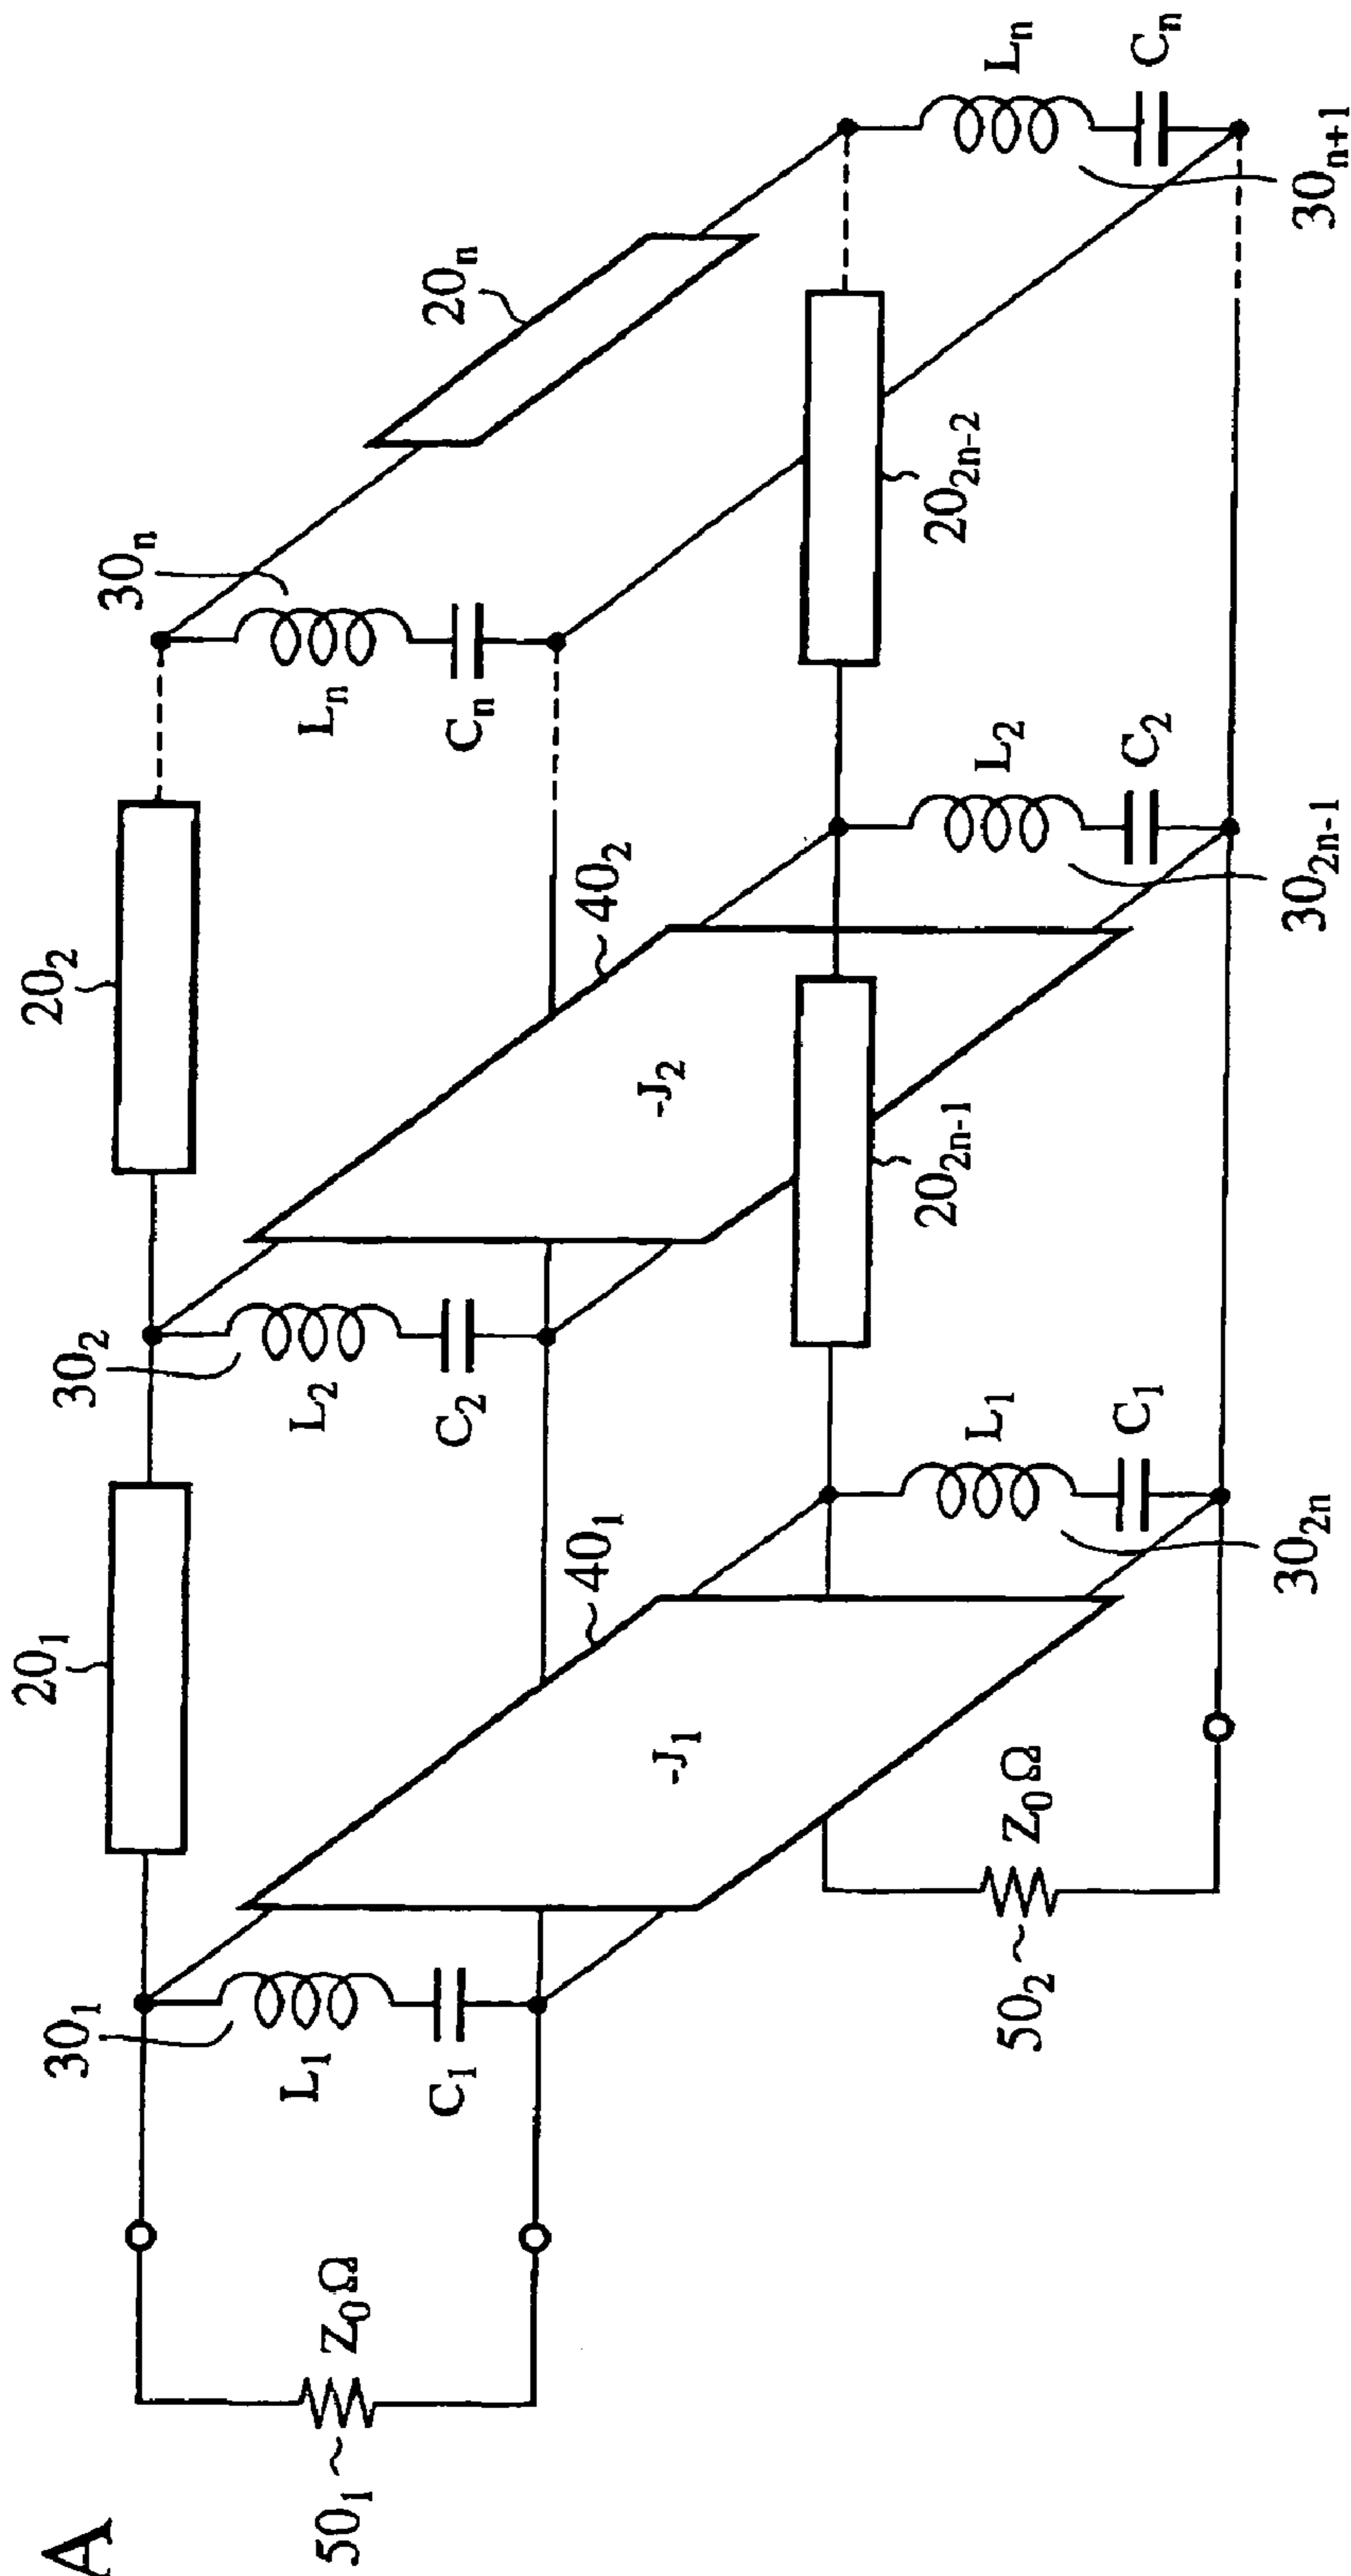 A
20₁
20₂
30₁
30₂
30ₙ
20ₙ
L₁
C₁
L₂
C₂
Lₙ
Cₙ
50₁
Z₀Ω
40₁
-J₁
40₂
-J₂
20₂ₙ₋₁
20₂ₙ₋₂
Lₙ
Cₙ
L₁
C₁
L₂
C₂
50₂
Z₀Ω
30₂ₙ
30₂ₙ₋₁
30ₙ₊₁